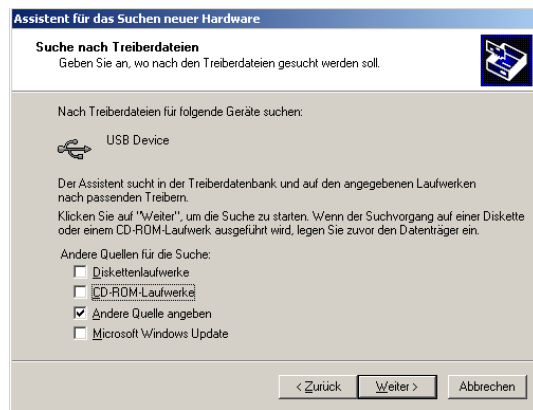 Assistent für das Suchen neuer Hardware
Suche nach Treiberdateien
Geben Sie an, wo nach den Treiberdateien gesucht werden soll.
Nach Treiberdateien für folgende Geräte suchen:
USB Device
Der Assistent sucht in der Treiberdatenbank und auf den angegebenen Laufwerken
nach passenden Treibern.
Klicken Sie auf "Weiter", um die Suche zu starten. Wenn der Suchvorgang auf einer Diskette
oder einem CD-ROM-Laufwerk ausgeführt wird, legen Sie zuvor den Datenträger ein.
Andere Quellen für die Suche:
Diskettenlaufwerke
CD-ROM-Laufwerke
Andere Quelle angeben
Microsoft Windows Update
< Zurück Weiter > Abbrechen